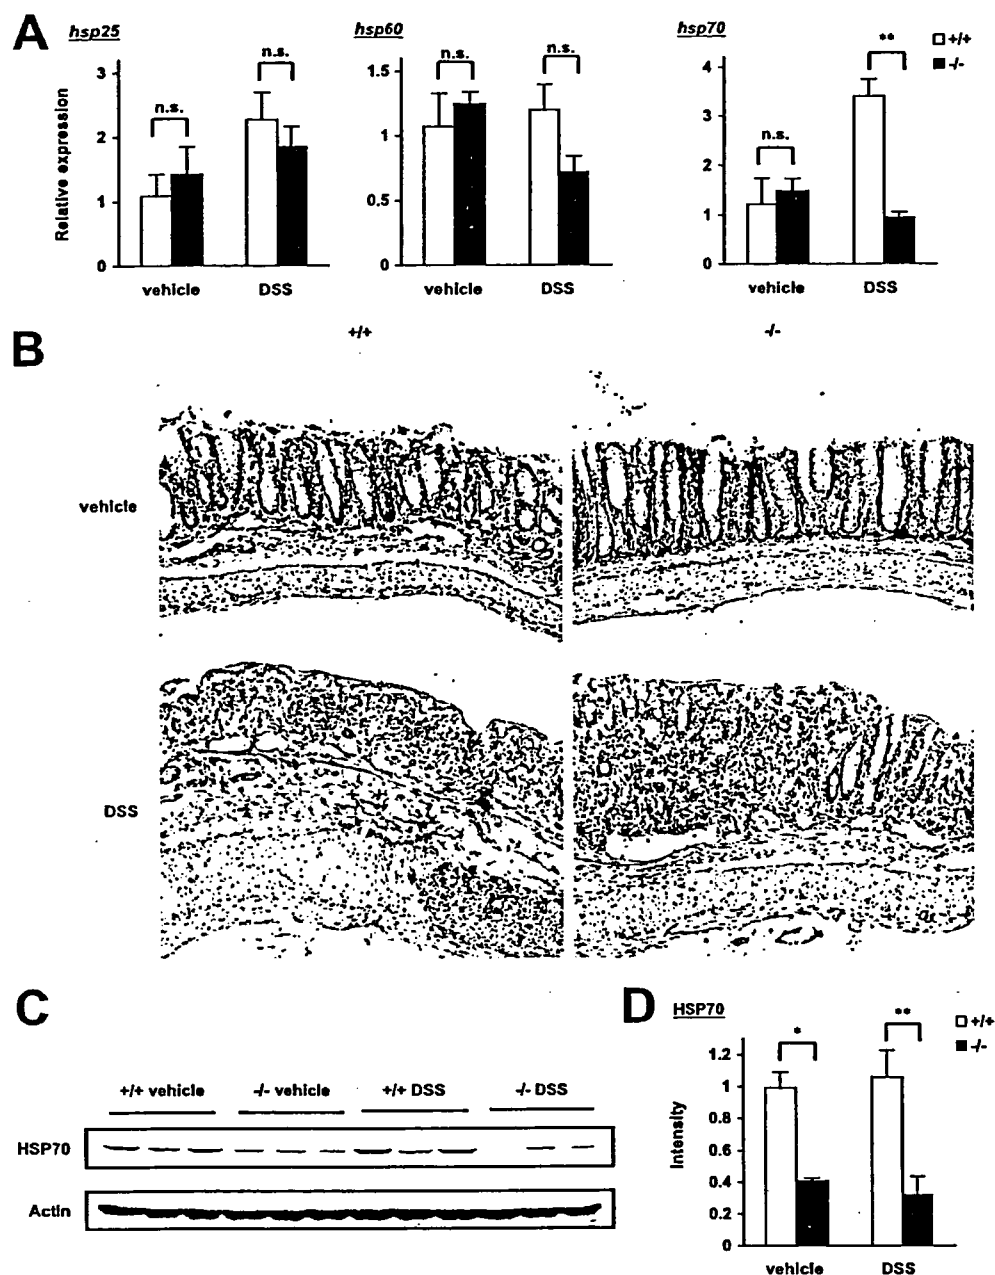 A
hsp25
Relative expression
3
2
1
0
n.s.
n.s.
vehicle
DSS
hsp60
1.5
1
0.5
0
n.s.
n.s.
vehicle
DSS
hsp70
4
3
2
1
0
n.s.
**
vehicle
DSS
+/+
-/-
B
+/+
-/-
vehicle
DSS
C
+/+ vehicle
-/- vehicle
+/+ DSS
-/- DSS
HSP70
Actin
D
HSP70
Intensity
1.2
1
0.8
0.6
0.4
0.2
0
*
**
vehicle
DSS
+/+
-/-